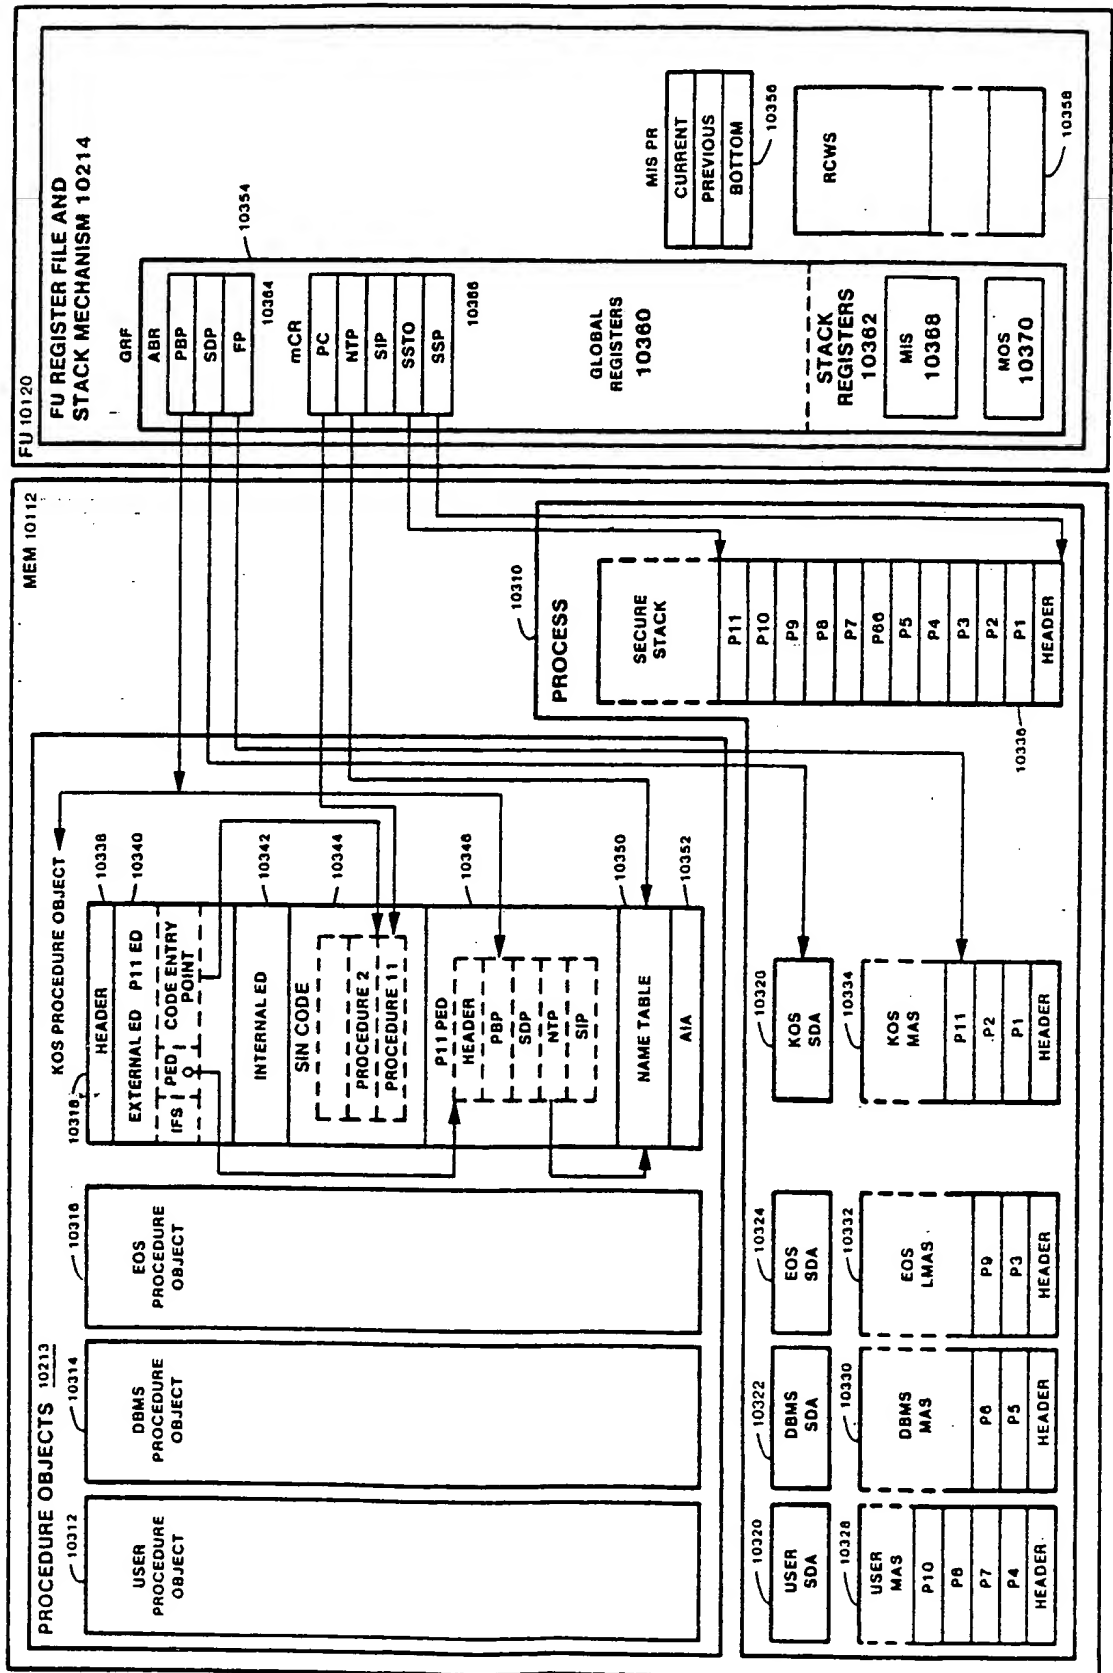 FU 10120
FU REGISTER FILE AND
STACK MECHANISM 10214
GRF
ABR
PBP
SDP
FP
10364
10354
mCR
PC
NTP
SIP
SSTO
SSP
10366
GLOBAL
REGISTERS
10360
STACK
REGISTERS
10362
MIS
10368
MOS
10370
MIS PR
CURRENT
PREVIOUS
BOTTOM
10356
RCWS
10358
MEM 10112
PROCEDURE OBJECTS 10213
10312
USER
PROCEDURE
OBJECT
10314
DBMS
PROCEDURE
OBJECT
10316
EOS
PROCEDURE
OBJECT
KOS PROCEDURE OBJECT
10318
HEADER
10338
EXTERNAL ED P11 ED
10340
IFS PED CODE ENTRY
POINT
INTERNAL ED
10342
SIN CODE
10344
PROCEDURE 2
PROCEDURE 11
P11 PED
10348
HEADER
PBP
SDP
NTP
SIP
NAME TABLE
10350
AIA
10352
10310
PROCESS
SECURE
STACK
P11
P10
P9
P8
P7
P66
P5
P4
P3
P2
P1
HEADER
10336
10320
USER
SDA
10322
DBMS
SDA
10324
EOS
SDA
10320
KOS
SDA
10328
USER
MAS
P10
P8
P7
P4
HEADER
10330
DBMS
MAS
P6
P5
HEADER
10332
EOS
LMAS
P9
P3
HEADER
10334
KOS
MAS
P11
P2
P1
HEADER